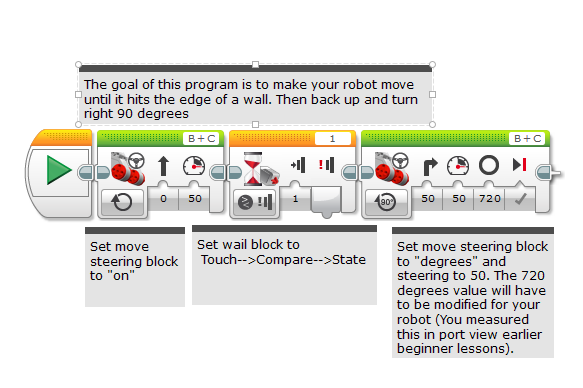 The goal of this program is to make your robot move
until it hits the edge of a wall. Then back up and turn
right 90 degrees
B+C
1
B+C
0 50
1
90°
50 50 720
Set move
steering block
to "on"
Set wail block to
Touch-->Compare-->State
Set move steering block
to "degrees" and
steering to 50. The 720
degrees value will have
to be modified for your
robot (You measured
this in port view earlier
beginner lessons).